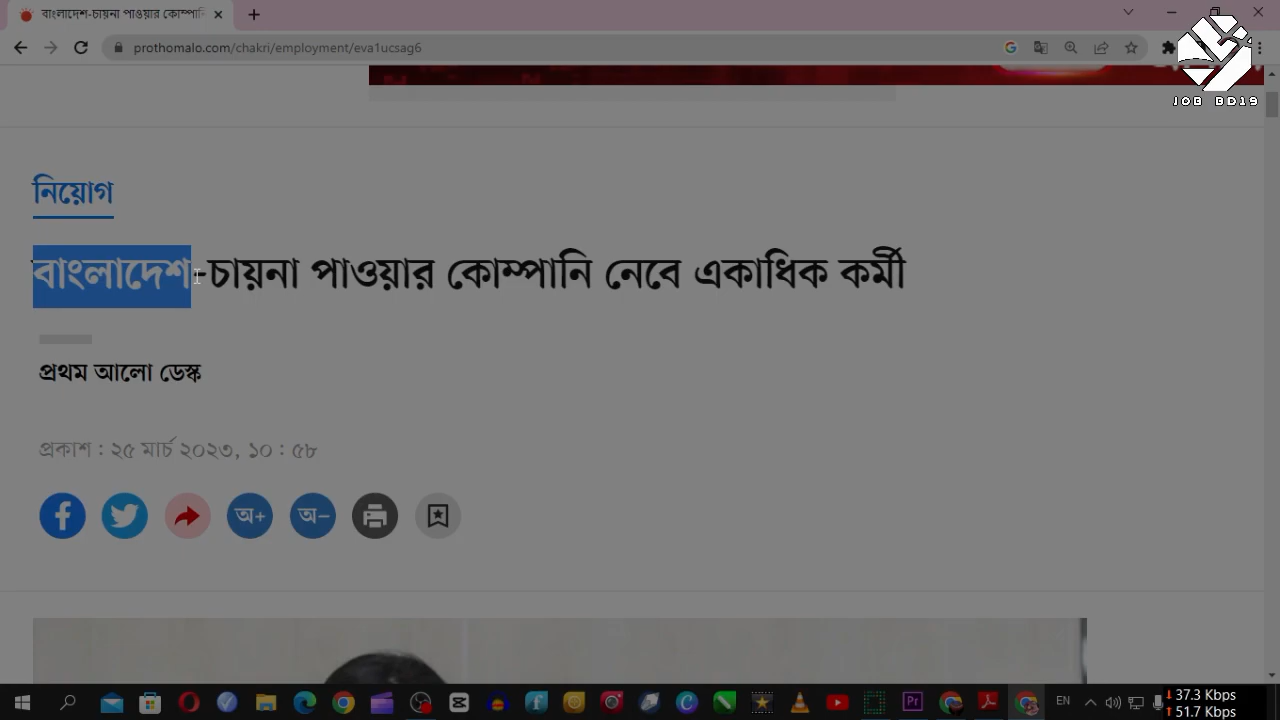 বাংলাদেশ-চায়না পাওয়ার কোম্পানি
prothomalo.com/chakri/employment/eva1ucsag6
JOB BD19
নিয়োগ
বাংলাদেশ-চায়না পাওয়ার কোম্পানি নেবে একাধিক কর্মী
প্রথম আলো ডেস্ক
প্রকাশ : ২৫ মার্চ ২০২৩, ১০ : ৫৮
অ+ অ−
EN
37.3 Kbps
51.7 Kbps